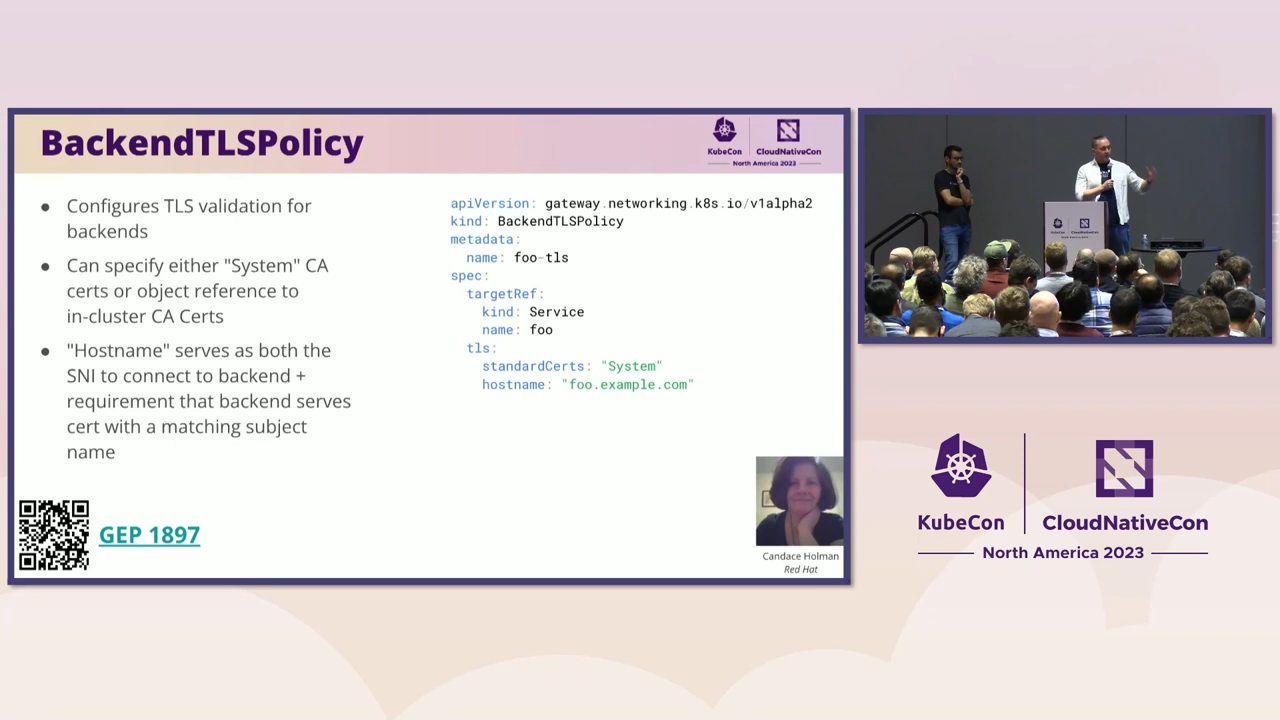 BackendTLSPolicy
KubeCon
CloudNativeCon
North America 2023
● Configures TLS validation for
backends
● Can specify either "System" CA
certs or object reference to
in-cluster CA Certs
● "Hostname" serves as both the
SNI to connect to backend +
requirement that backend serves
cert with a matching subject
name
GEP 1897
apiVersion: gateway.networking.k8s.io/v1alpha2
kind: BackendTLSPolicy
metadata:
  name: foo-tls
spec:
  targetRef:
    kind: Service
    name: foo
  tls:
    standardCerts: "System"
    hostname: "foo.example.com"
Candace Holman
Red Hat
KubeCon
CloudNativeCon
North America 2023